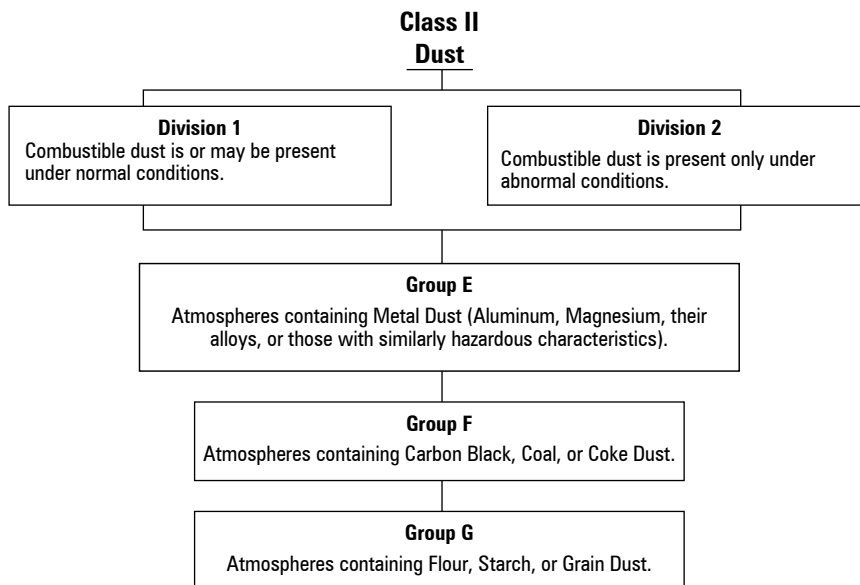 Class II
Dust
Division 1
Combustible dust is or may be present
under normal conditions.
Division 2
Combustible dust is present only under
abnormal conditions.
Group E
Atmospheres containing Metal Dust (Aluminum, Magnesium, their
alloys, or those with similarly hazardous characteristics).
Group F
Atmospheres containing Carbon Black, Coal, or Coke Dust.
Group G
Atmospheres containing Flour, Starch, or Grain Dust.